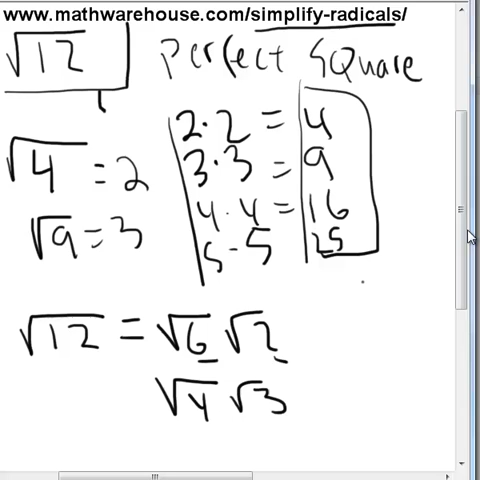 www.mathwarehouse.com/simplify-radicals/
√12 Perfect Square
2·2 = 4
√4 = 2 3·3 = 9
4·4 = 16
√9 = 3 5-5 25
√12 = √6 √2
√4 √3